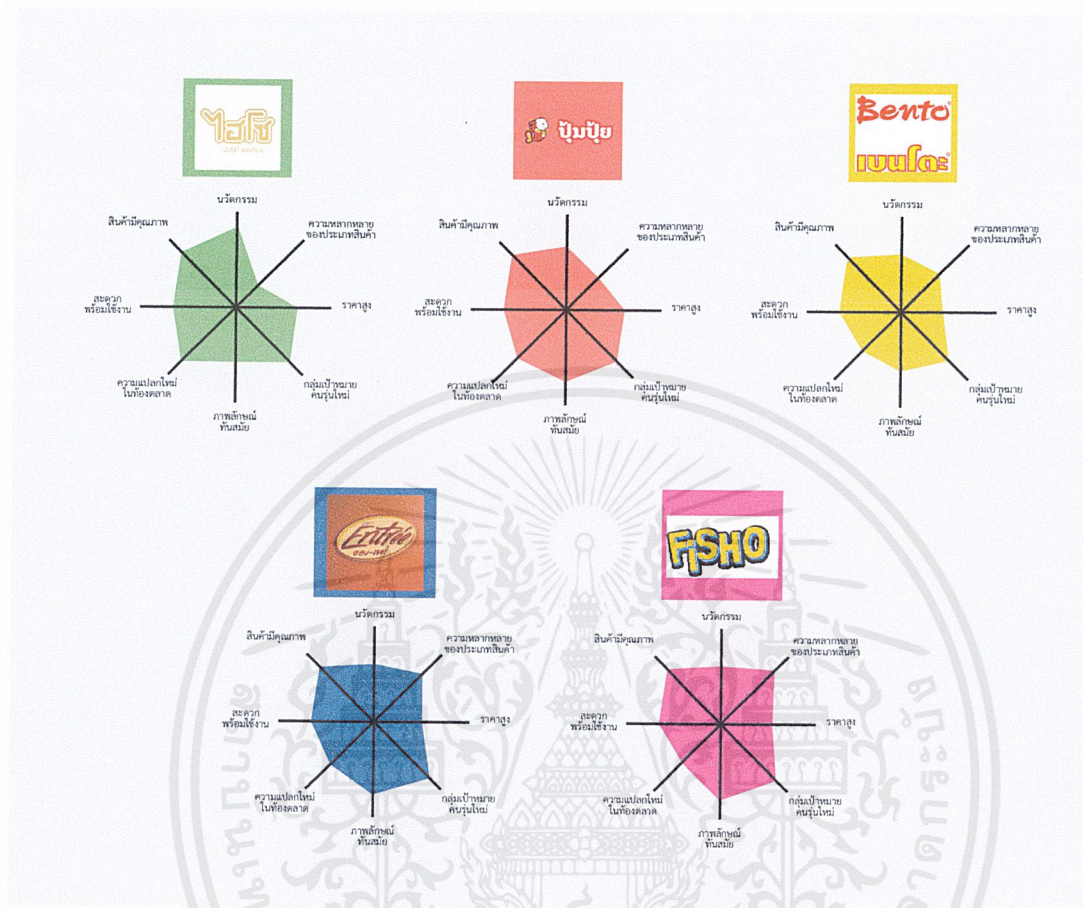 ไฮโซ
ปุ้มปุ้ย
Bento
เบนโตะ
นวัตกรรม
ความหลากหลาย
ของประเภทสินค้า
ราคาสูง
กลุ่มเป้าหมาย
คนรุ่นใหม่
ภาพลักษณ์
ทันสมัย
ความแปลกใหม่
ในท้องตลาด
สะดวก
พร้อมใช้งาน
สินค้ามีคุณภาพ
นวัตกรรม
ความหลากหลาย
ของประเภทสินค้า
ราคาสูง
กลุ่มเป้าหมาย
คนรุ่นใหม่
ภาพลักษณ์
ทันสมัย
ความแปลกใหม่
ในท้องตลาด
สะดวก
พร้อมใช้งาน
สินค้ามีคุณภาพ
นวัตกรรม
ความหลากหลาย
ของประเภทสินค้า
ราคาสูง
กลุ่มเป้าหมาย
คนรุ่นใหม่
ภาพลักษณ์
ทันสมัย
ความแปลกใหม่
ในท้องตลาด
สะดวก
พร้อมใช้งาน
สินค้ามีคุณภาพ
Entrée
ออง-เทร่
นวัตกรรม
ความหลากหลาย
ของประเภทสินค้า
ราคาสูง
กลุ่มเป้าหมาย
คนรุ่นใหม่
ภาพลักษณ์
ทันสมัย
ความแปลกใหม่
ในท้องตลาด
สะดวก
พร้อมใช้งาน
สินค้ามีคุณภาพ
FiSHO
นวัตกรรม
ความหลากหลาย
ของประเภทสินค้า
ราคาสูง
กลุ่มเป้าหมาย
คนรุ่นใหม่
ภาพลักษณ์
ทันสมัย
ความแปลกใหม่
ในท้องตลาด
สะดวก
พร้อมใช้งาน
สินค้ามีคุณภาพ